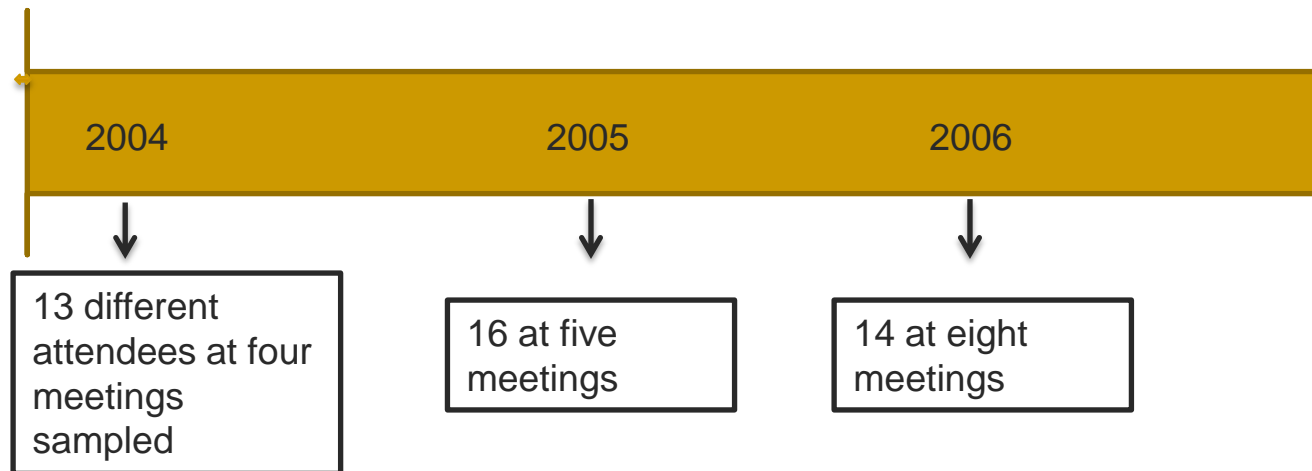 2004
2005
2006
13 different
attendees at four
meetings
sampled
16 at five
meetings
14 at eight
meetings